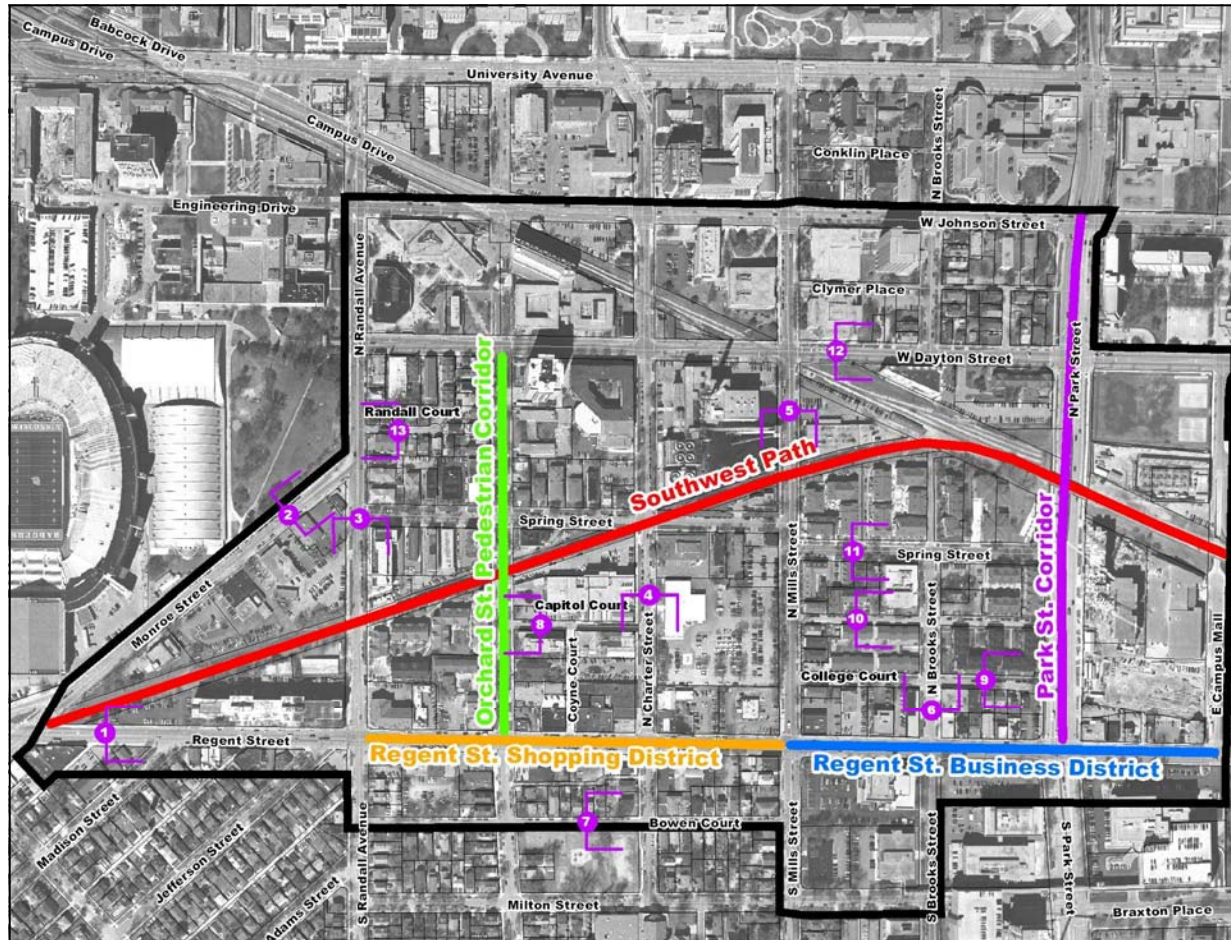 Babcock Drive
Campus Drive
University Avenue
Campus Drive
Conklin Place
N Brooks Street
Engineering Drive
W Johnson Street
N Randall Avenue
Clymer Place
12
W Dayton Street
N Park Street
Randall Court
13
5
Orchard St. Pedestrian Corridor
Southwest Path
2
3
Spring Street
N Mills Street
11
Spring Street
Park St. Corridor
Monroe Street
4
Capitol Court
8
10
N Charter Street
N Brooks Street
Coyne Court
College Court
9
6
E Campus Mall
1
Regent Street
Regent St. Shopping District
Regent St. Business District
Madison Street
Jefferson Street
Adams Street
S Randall Avenue
7
Bowen Court
S Mills Street
S Brooks Street
S Park Street
Milton Street
Braxton Place